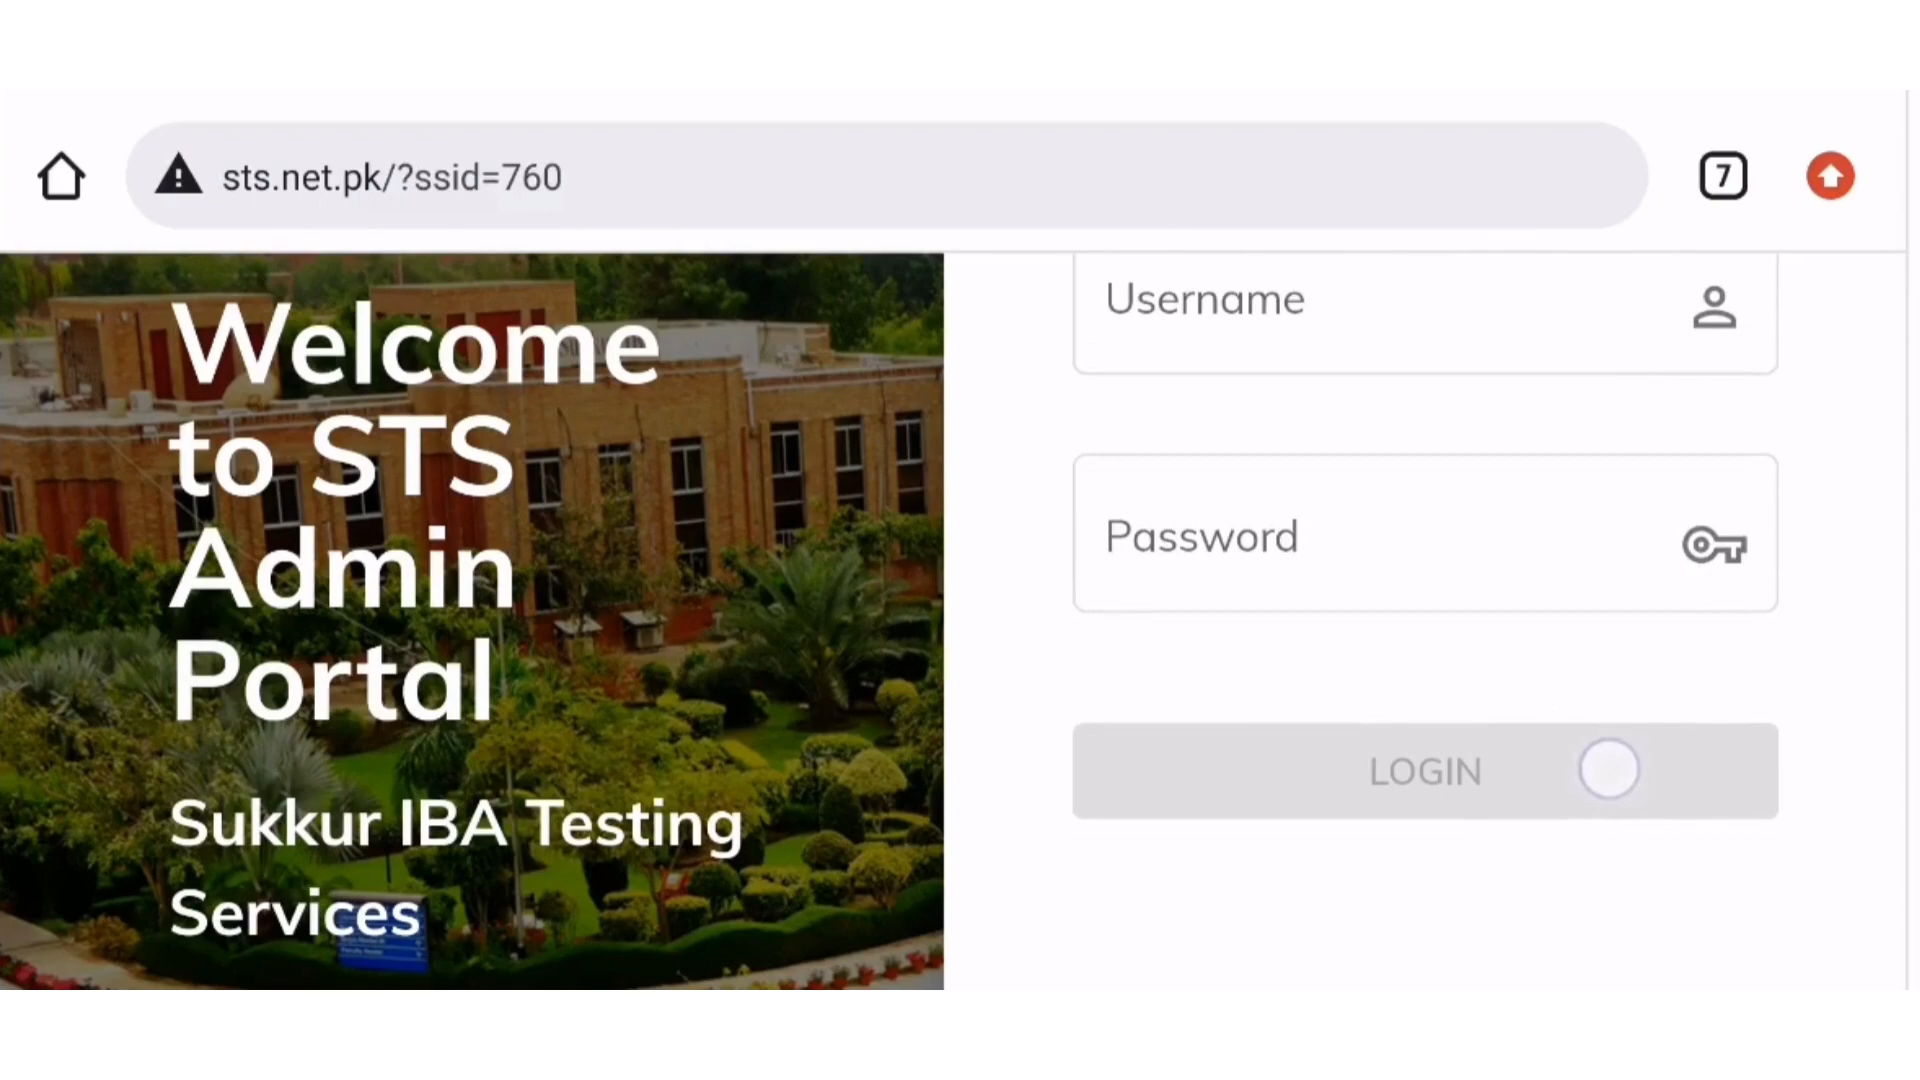 sts.net.pk/?ssid=760
7
Welcome
to STS
Admin
Portal
Sukkur IBA Testing
Services
Username
Password
LOGIN